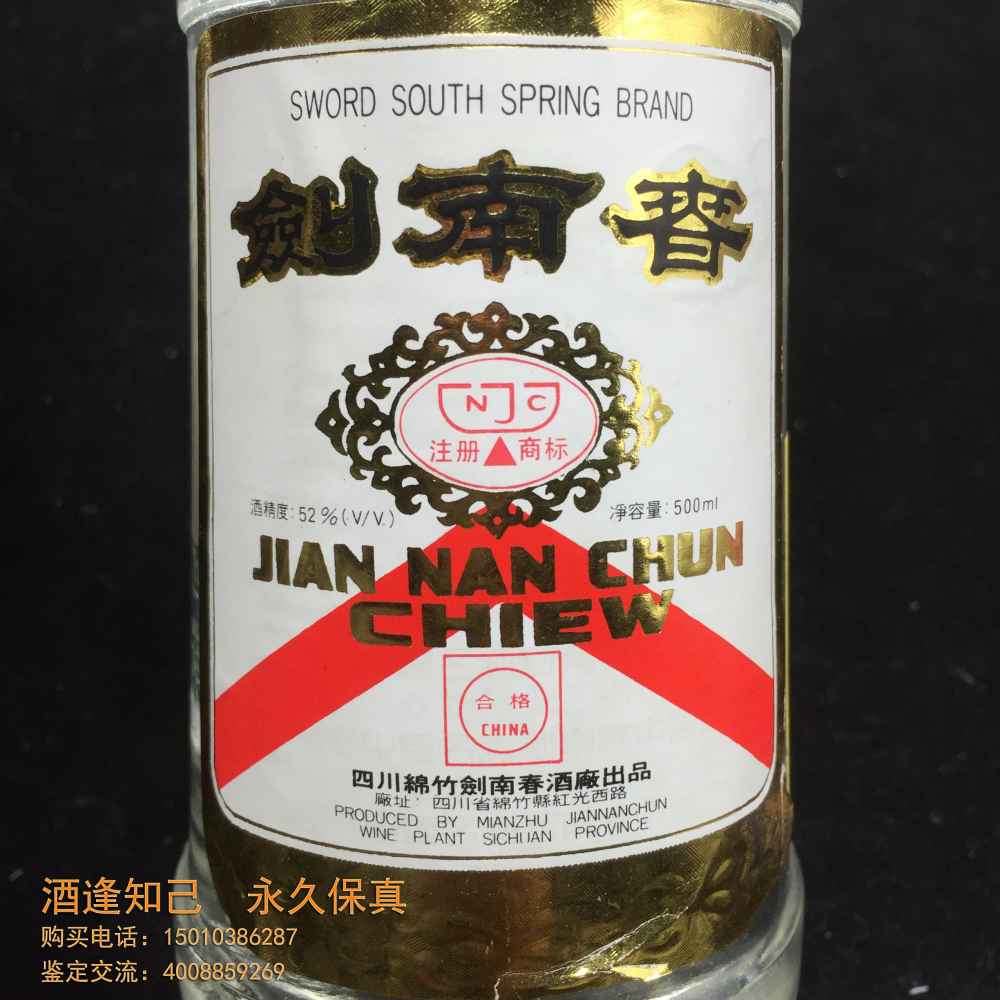 SWORD SOUTH SPRING BRAND
劍南春
N J C
注册 商标
酒精度: 52%(V/V.) 淨容量: 500ml
JIAN NAN CHUN
CHIEW
合格
CHINA
四川綿竹劍南春酒廠出品
廠址: 四川省綿竹縣紅光西路
PRODUCED BY MIANZHU JIANNANCHUN
WINE PLANT SICHUAN PROVINCE
酒逢知己 永久保真
购买电话：15010386287
鉴定交流：4008859269